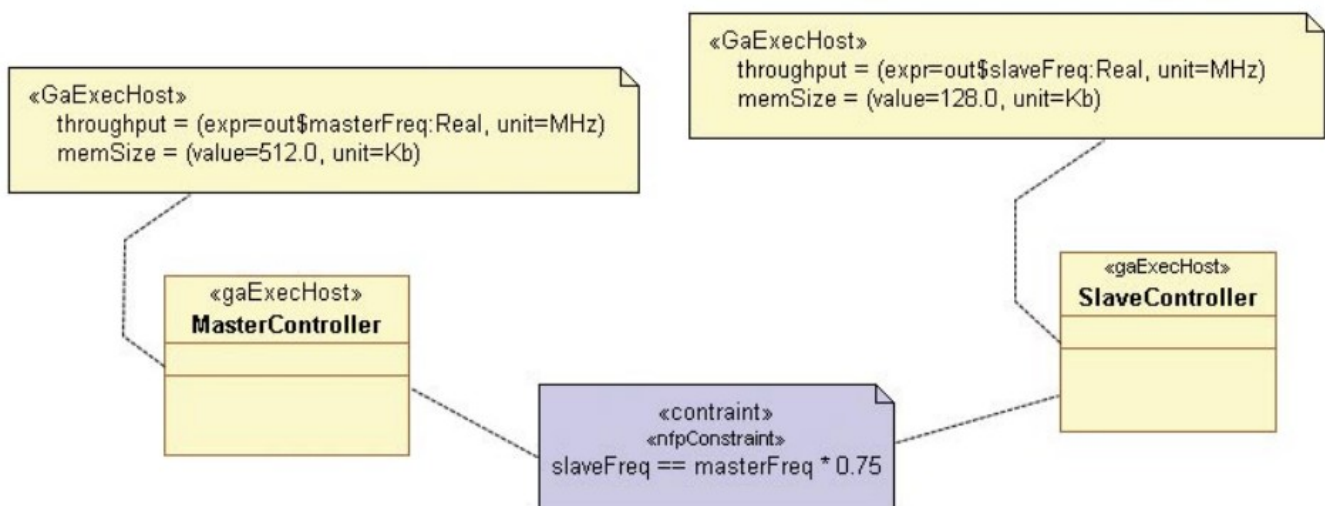 «GaExecHost»
throughput = (expr=out$masterFreq:Real, unit=MHz)
memSize = (value=512.0, unit=Kb)
«GaExecHost»
throughput = (expr=out$slaveFreq:Real, unit=MHz)
memSize = (value=128.0, unit=Kb)
«gaExecHost»
MasterController
«gaExecHost»
SlaveController
«contraint»
«nfpConstraint»
slaveFreq == masterFreq * 0.75